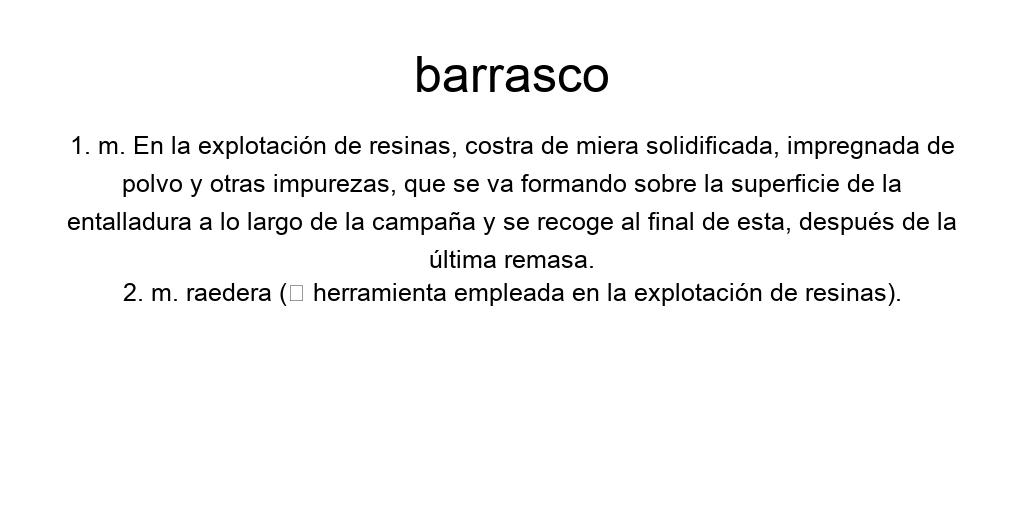 barrasco
1. m. En la explotación de resinas, costra de miera solidificada, impregnada de
polvo y otras impurezas, que se va formando sobre la superficie de la
entalladura a lo largo de la campaña y se recoge al final de esta, después de la
última remasa.
2. m. raedera (□ herramienta empleada en la explotación de resinas).